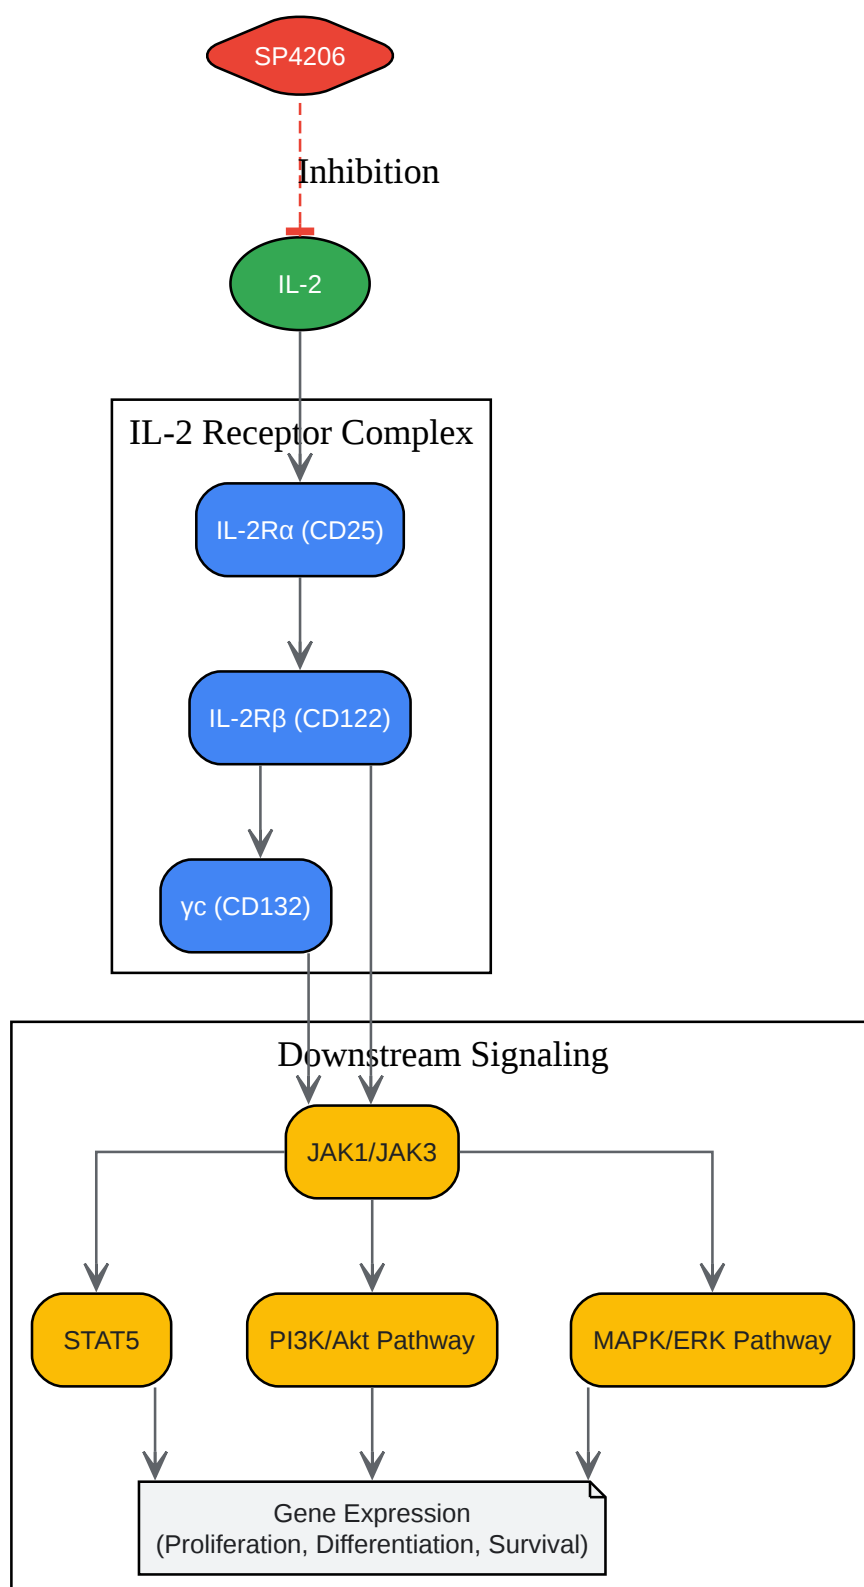 SP4206
Inhibition
IL-2
IL-2 Receptor Complex
IL-2Rα (CD25)
IL-2Rβ (CD122)
γc (CD132)
Downstream Signaling
JAK1/JAK3
STAT5
PI3K/Akt Pathway
MAPK/ERK Pathway
Gene Expression
(Proliferation, Differentiation, Survival)